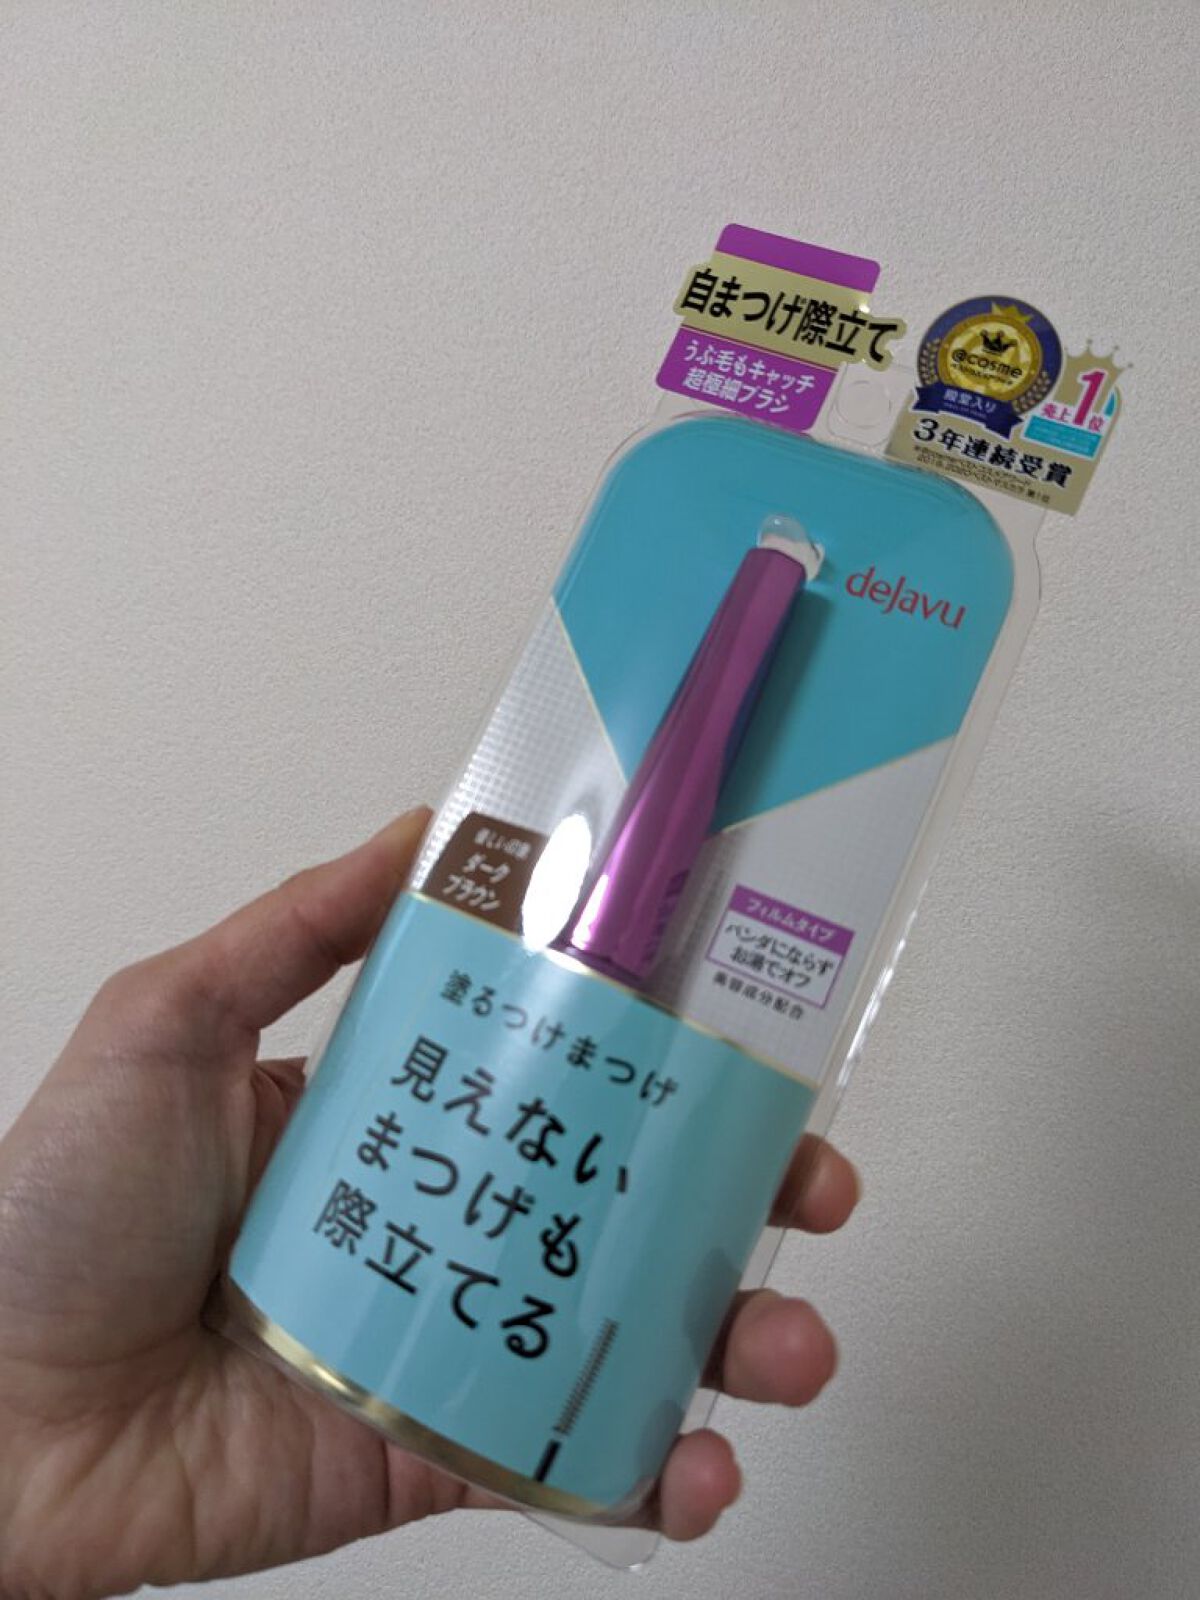 自まつげ際立て
うぶ毛もキャッチ
超極細ブラシ
@cosme
殿堂入り
3年連続受賞
売上1位
dejavu
ダーク
ブラウン
フィルムタイプ
パンダにならず
お湯でオフ
美容成分配合
塗るつけまつげ
見えない
まつげも
際立てる